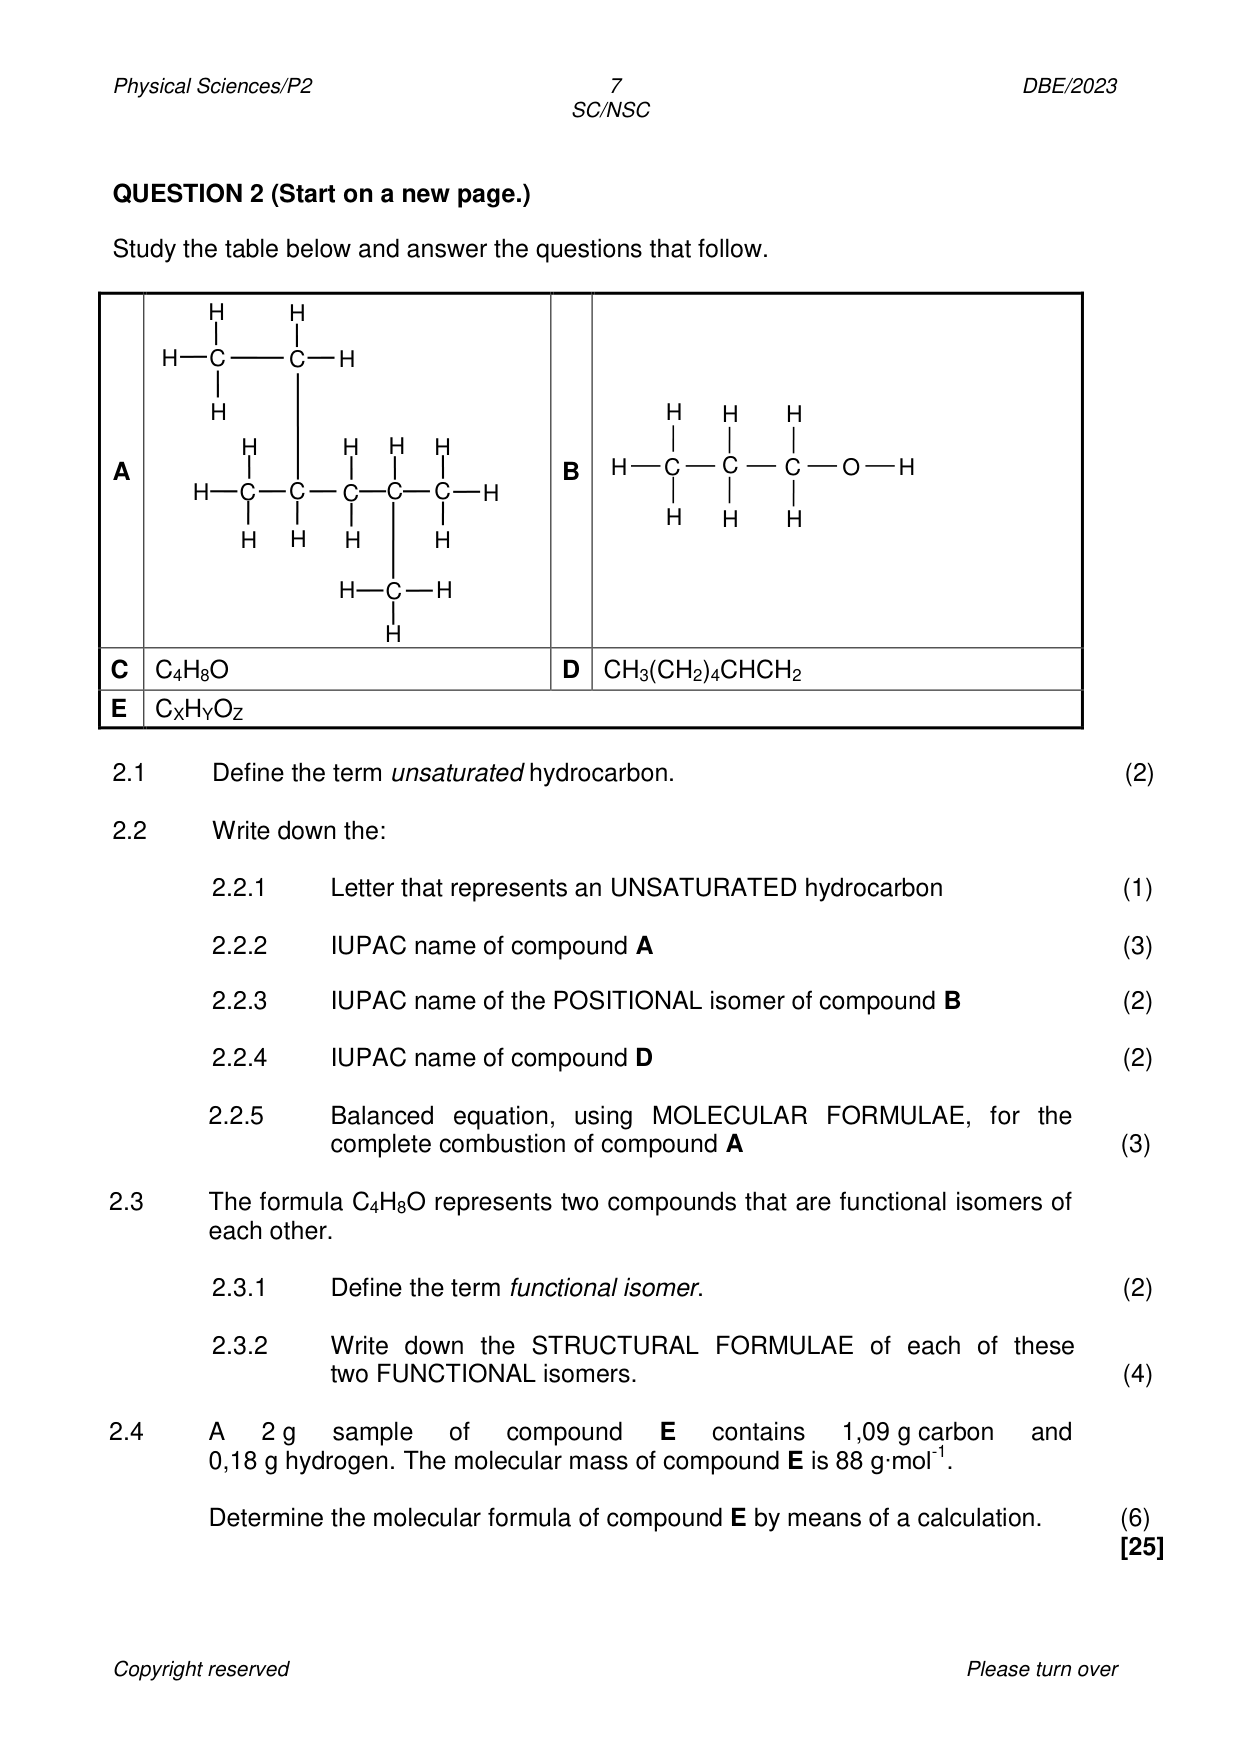 Physical Sciences/P2 7 DBE/2023
SC/NSC
QUESTION 2 (Start on a new page.)
Study the table below and answer the questions that follow.
H H
H C C H
H
H H H H
A H C C C C C H
H H H H
H C H
H
B H H H
H C C C O H
H H H
C C₄H₈O D CH₃(CH₂)₄CHCH₂
E CXHYOZ
2.1 Define the term unsaturated hydrocarbon. (2)
2.2 Write down the:
2.2.1 Letter that represents an UNSATURATED hydrocarbon (1)
2.2.2 IUPAC name of compound A (3)
2.2.3 IUPAC name of the POSITIONAL isomer of compound B (2)
2.2.4 IUPAC name of compound D (2)
2.2.5 Balanced equation, using MOLECULAR FORMULAE, for the
complete combustion of compound A (3)
2.3 The formula C₄H₈O represents two compounds that are functional isomers of
each other.
2.3.1 Define the term functional isomer. (2)
2.3.2 Write down the STRUCTURAL FORMULAE of each of these
two FUNCTIONAL isomers. (4)
2.4 A 2 g sample of compound E contains 1,09 g carbon and
0,18 g hydrogen. The molecular mass of compound E is 88 g·mol⁻¹.
Determine the molecular formula of compound E by means of a calculation. (6)
[25]
Copyright reserved Please turn over